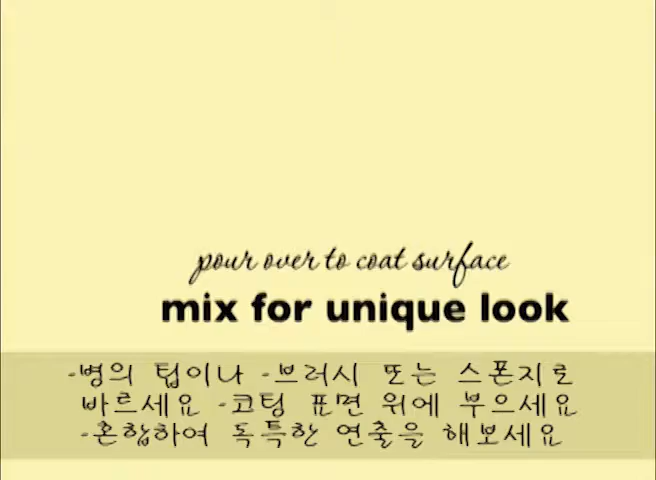 pour over to coat surface
mix for unique look
-병의 팁이나 -브러시 또는 스폰지로
바르세요 -코팅 표면 위에 부으세요
-혼합하여 독특한 연출을 해보세요